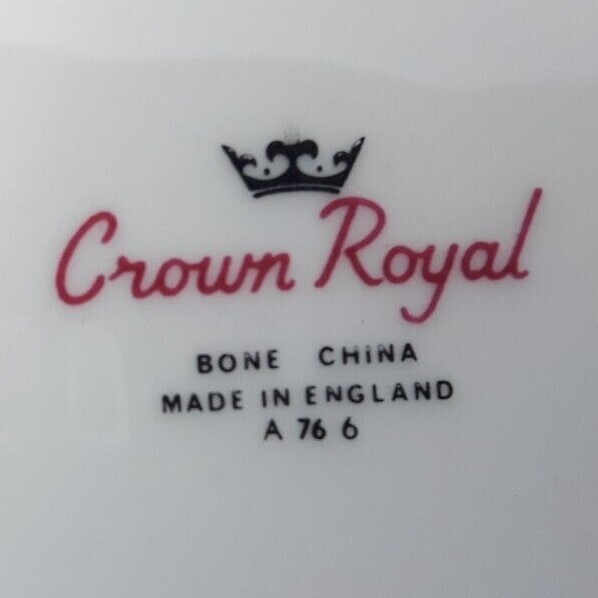 Crown Royal
BONE CHINA
MADE IN ENGLAND
A 76 6